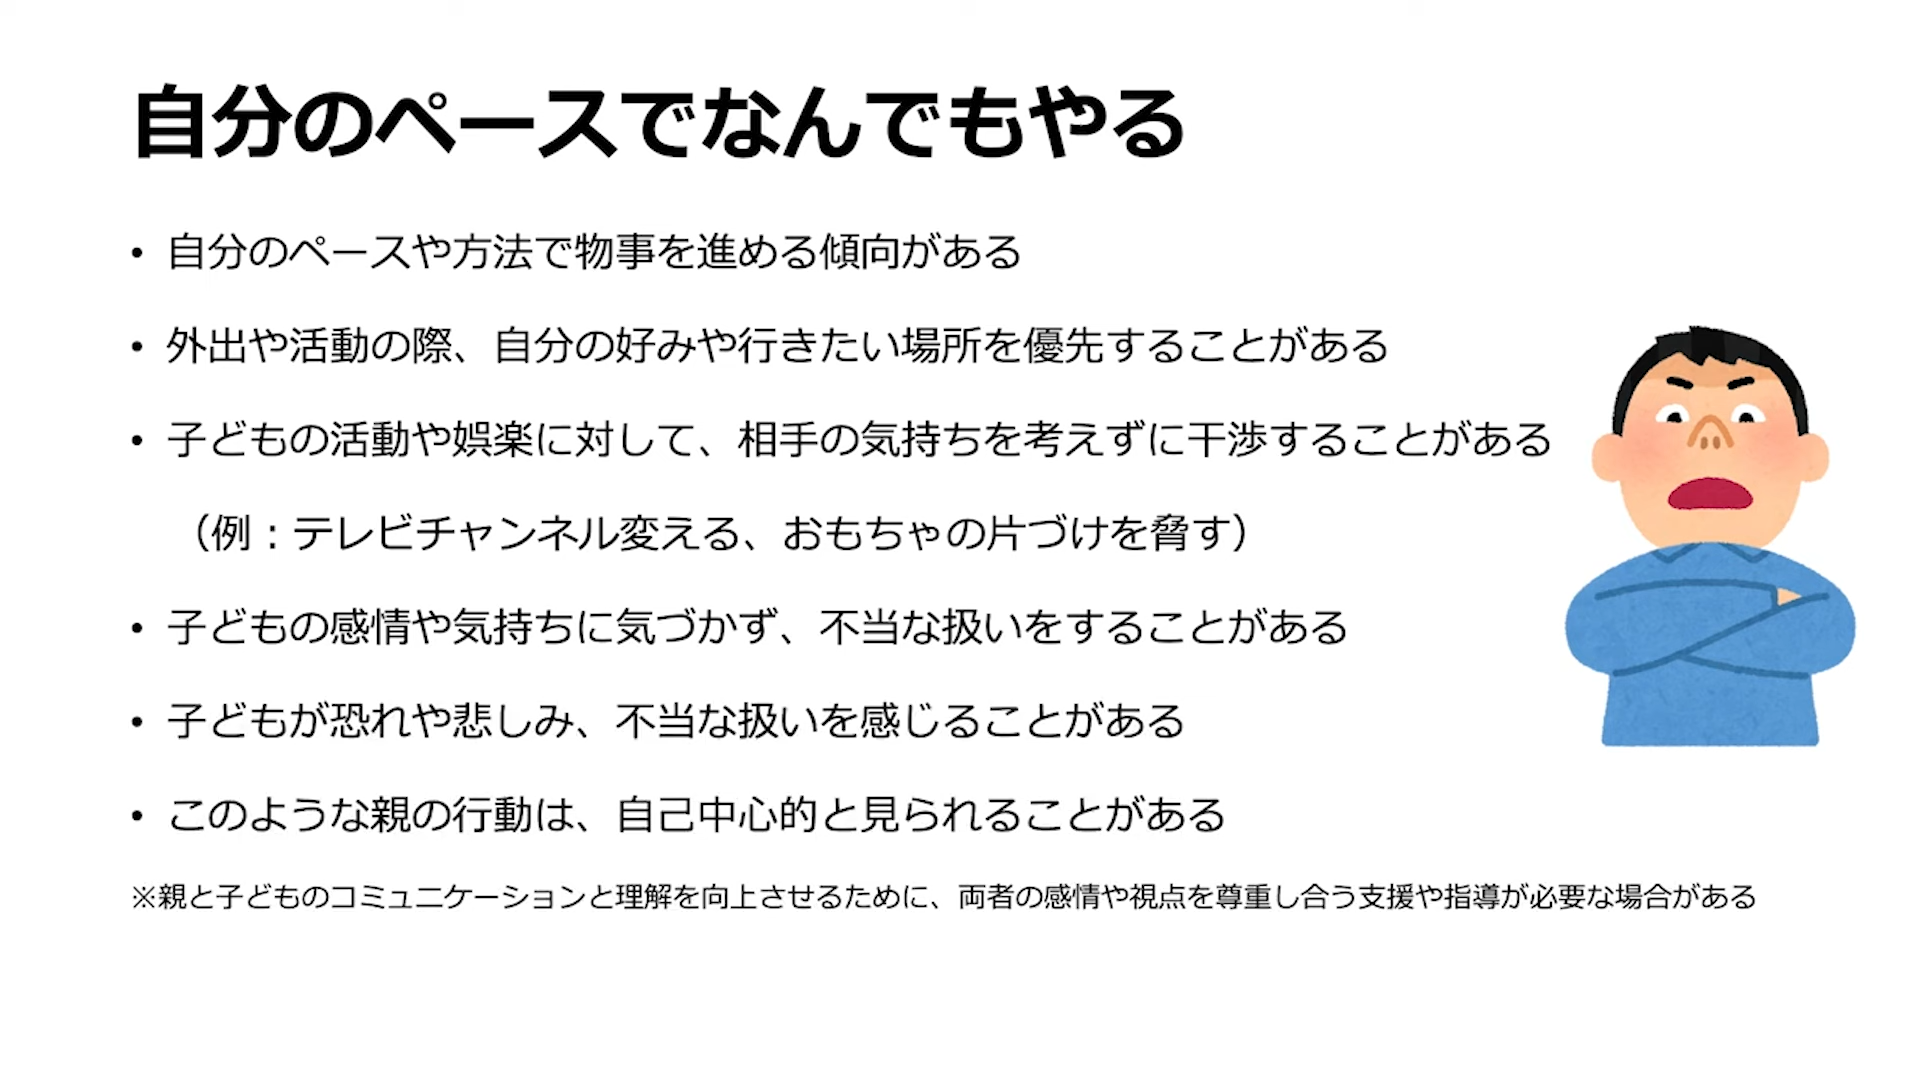 自分のペースでなんでもやる
• 自分のペースや方法で物事を進める傾向がある
• 外出や活動の際、自分の好みや行きたい場所を優先することがある
• 子どもの活動や娯楽に対して、相手の気持ちを考えずに干渉することがある
（例：テレビチャンネル変える、おもちゃの片づけを脅す）
• 子どもの感情や気持ちに気づかず、不当な扱いをすることがある
• 子どもが恐れや悲しみ、不当な扱いを感じることがある
• このような親の行動は、自己中心的と見られることがある
※親と子どものコミュニケーションと理解を向上させるために、両者の感情や視点を尊重し合う支援や指導が必要な場合がある